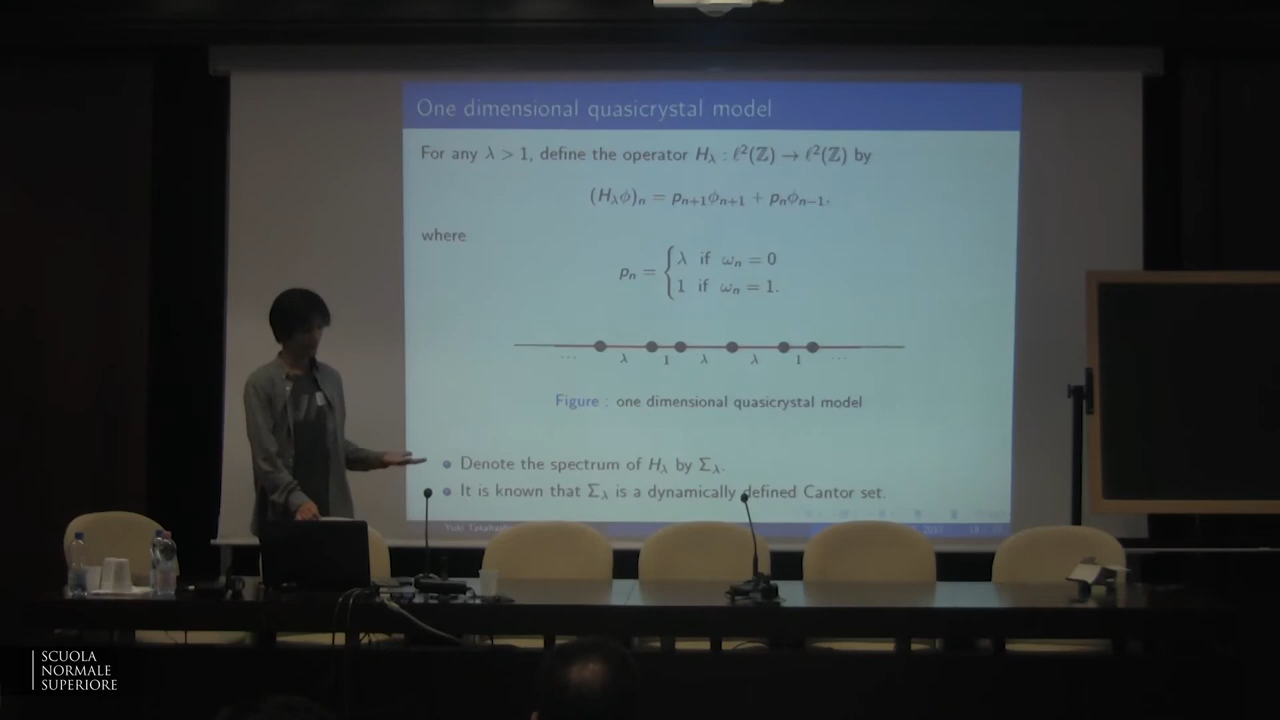 One dimensional quasicrystal model
For any λ > 1, define the operator H_λ : ℓ²(ℤ) → ℓ²(ℤ) by
(H_λϕ)_n = p_{n+1}ϕ_{n+1} + p_nϕ_{n−1},
where
p_n = { λ if ω_n = 0
1 if ω_n = 1.
··· λ 1 λ λ 1 ···
Figure : one dimensional quasicrystal model
Denote the spectrum of H_λ by Σ_λ.
It is known that Σ_λ is a dynamically defined Cantor set.
Yuki
SCUOLA
NORMALE
SUPERIORE